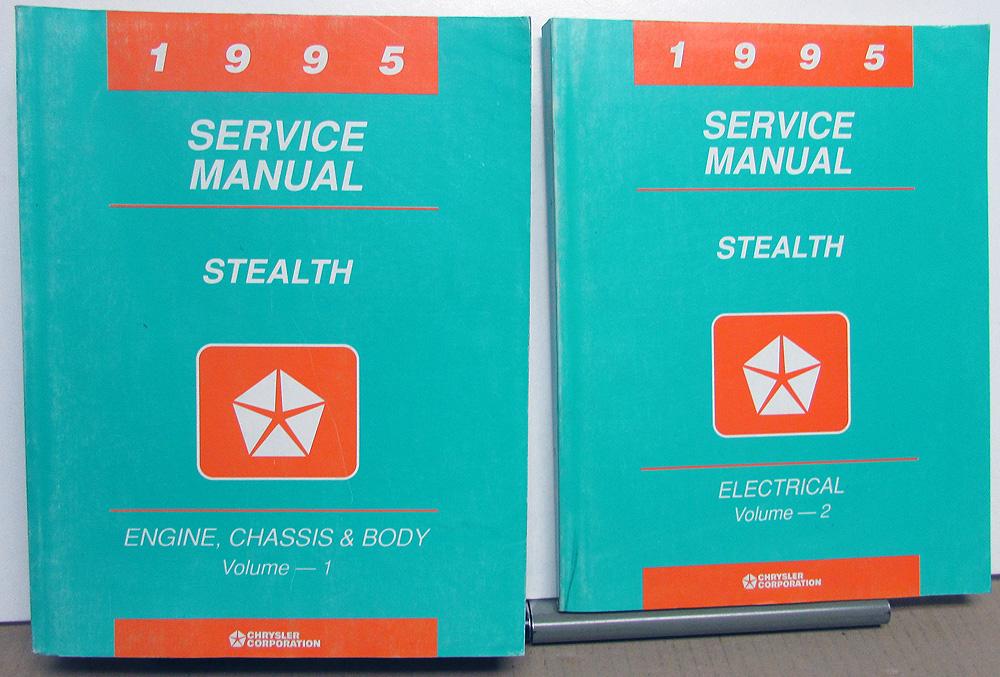 1 9 9 5
SERVICE
MANUAL
STEALTH
ENGINE, CHASSIS & BODY
Volume — 1
CHRYSLER
CORPORATION
1 9 9 5
SERVICE
MANUAL
STEALTH
ELECTRICAL
Volume — 2
CHRYSLER
CORPORATION